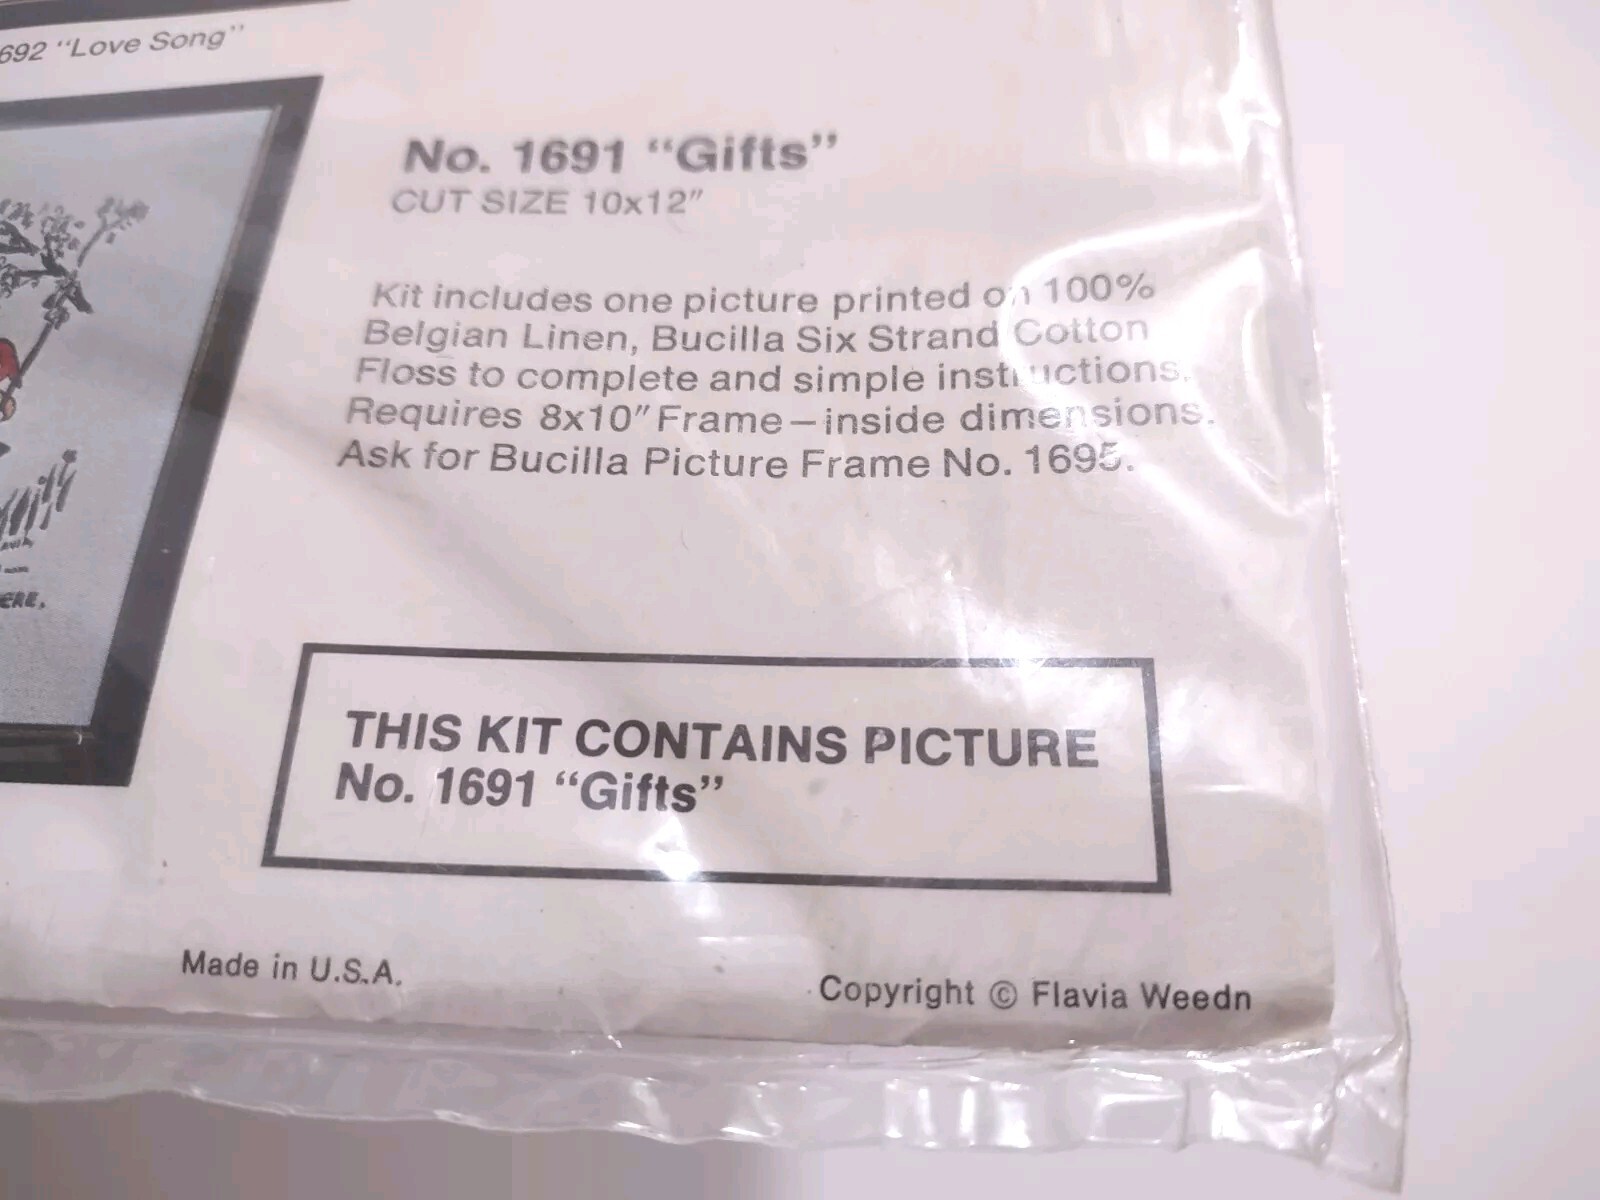 692 “Love Song”
No. 1691 “Gifts”
CUT SIZE 10x12”
Kit includes one picture printed on 100%
Belgian Linen, Bucilla Six Strand Cotton
Floss to complete and simple instructions.
Requires 8x10” Frame—inside dimensions.
Ask for Bucilla Picture Frame No. 1695.
ERE,
THIS KIT CONTAINS PICTURE
No. 1691 “Gifts”
Made in U.S.A.
Copyright © Flavia Weedn